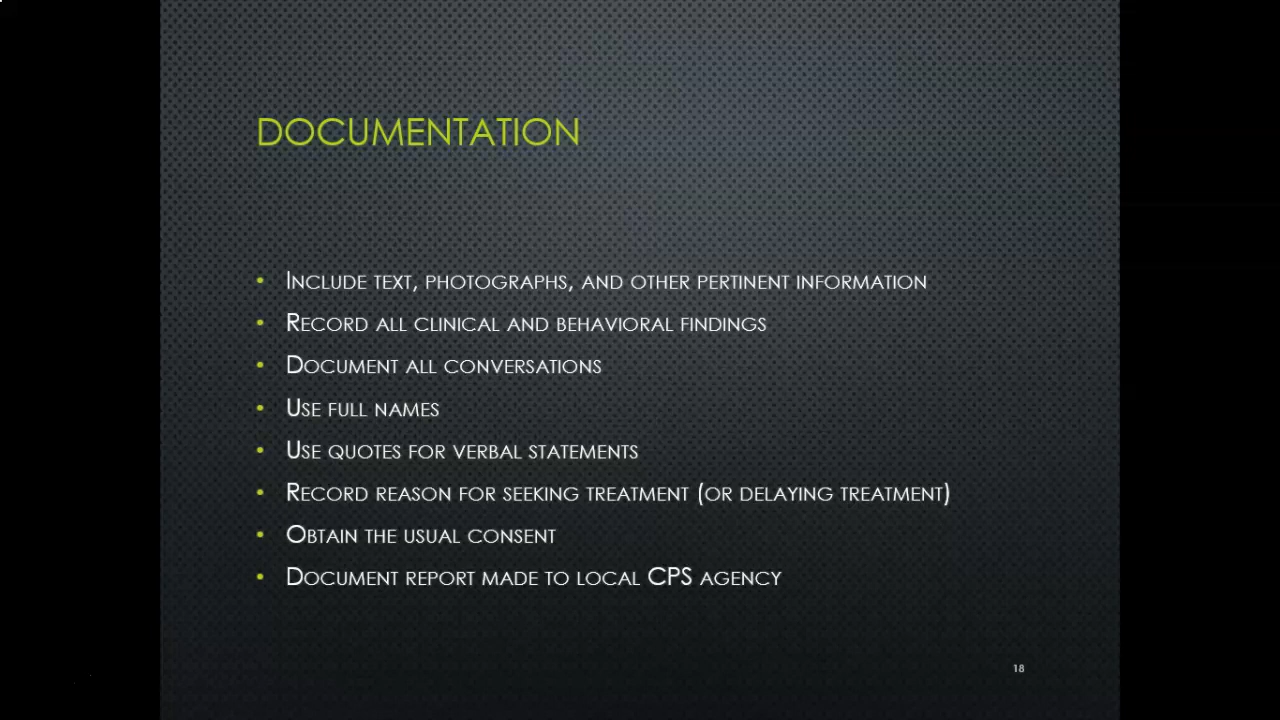 DOCUMENTATION
• Include text, photographs, and other pertinent information
• Record all clinical and behavioral findings
• Document all conversations
• Use full names
• Use quotes for verbal statements
• Record reason for seeking treatment (or delaying treatment)
• Obtain the usual consent
• Document report made to local CPS agency
18